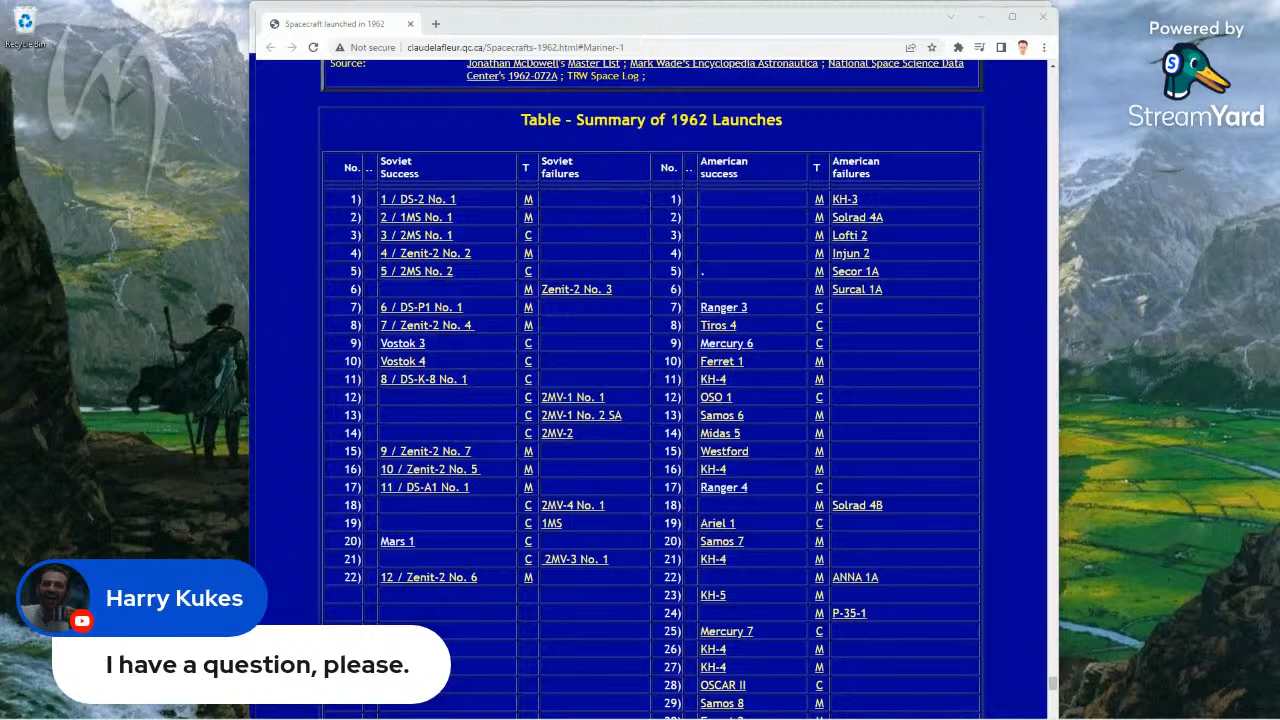 Recycle Bin
Spacecraft launched in 1962
Not secure
claudelafleur.qc.ca/Spacecrafts-1962.html#Mariner-1
Powered by
StreamYard
Source: Jonathan McDowell's Master List ; Mark Wade's Encyclopedia Astronautica ; National Space Science Data
Center's 1962-072A ; TRW Space Log ;
Table - Summary of 1962 Launches
No. .. Soviet Success T Soviet failures No. .. American success T American failures
1) 1 / DS-2 No. 1 M 1) M KH-3
2) 2 / 1MS No. 1 M 2) M Solrad 4A
3) 3 / 2MS No. 1 C 3) M Lofti 2
4) 4 / Zenit-2 No. 2 M 4) M Injun 2
5) 5 / 2MS No. 2 C 5) . M Secor 1A
6) M Zenit-2 No. 3 6) M Surcal 1A
7) 6 / DS-P1 No. 1 M 7) Ranger 3 C
8) 7 / Zenit-2 No. 4 M 8) Tiros 4 C
9) Vostok 3 C 9) Mercury 6 C
10) Vostok 4 C 10) Ferret 1 M
11) 8 / DS-K-8 No. 1 C 11) KH-4 M
12) C 2MV-1 No. 1 12) OSO 1 C
13) C 2MV-1 No. 2 SA 13) Samos 6 M
14) C 2MV-2 14) Midas 5 M
15) 9 / Zenit-2 No. 7 M 15) Westford M
16) 10 / Zenit-2 No. 5 M 16) KH-4 M
17) 11 / DS-A1 No. 1 M 17) Ranger 4 C
18) C 2MV-4 No. 1 18) M Solrad 4B
19) C 1MS 19) Ariel 1 C
20) Mars 1 C 20) Samos 7 M
21) C 2MV-3 No. 1 21) KH-4 M
22) 12 / Zenit-2 No. 6 M 22) M ANNA 1A
23) KH-5 M
24) M P-35-1
25) Mercury 7 C
26) KH-4 M
27) KH-4 M
28) OSCAR II C
29) Samos 8 M
Harry Kukes
I have a question, please.